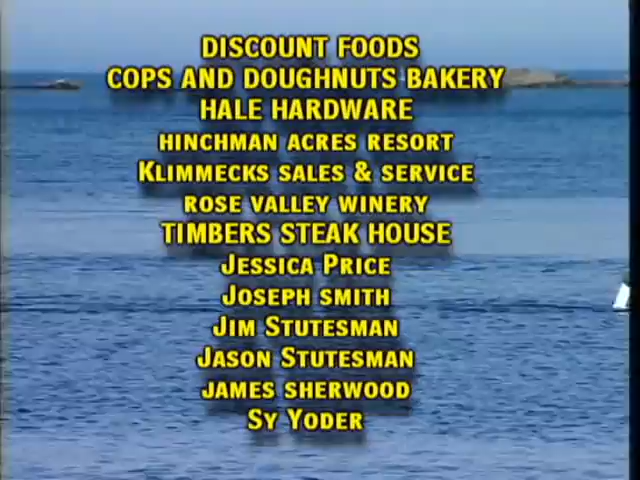 DISCOUNT FOODS
COPS AND DOUGHNUTS BAKERY
HALE HARDWARE
HINCHMAN ACRES RESORT
KLIMMECKS SALES & SERVICE
ROSE VALLEY WINERY
TIMBERS STEAK HOUSE
JESSICA PRICE
JOSEPH SMITH
JIM STUTESMAN
JASON STUTESMAN
JAMES SHERWOOD
SY YODER